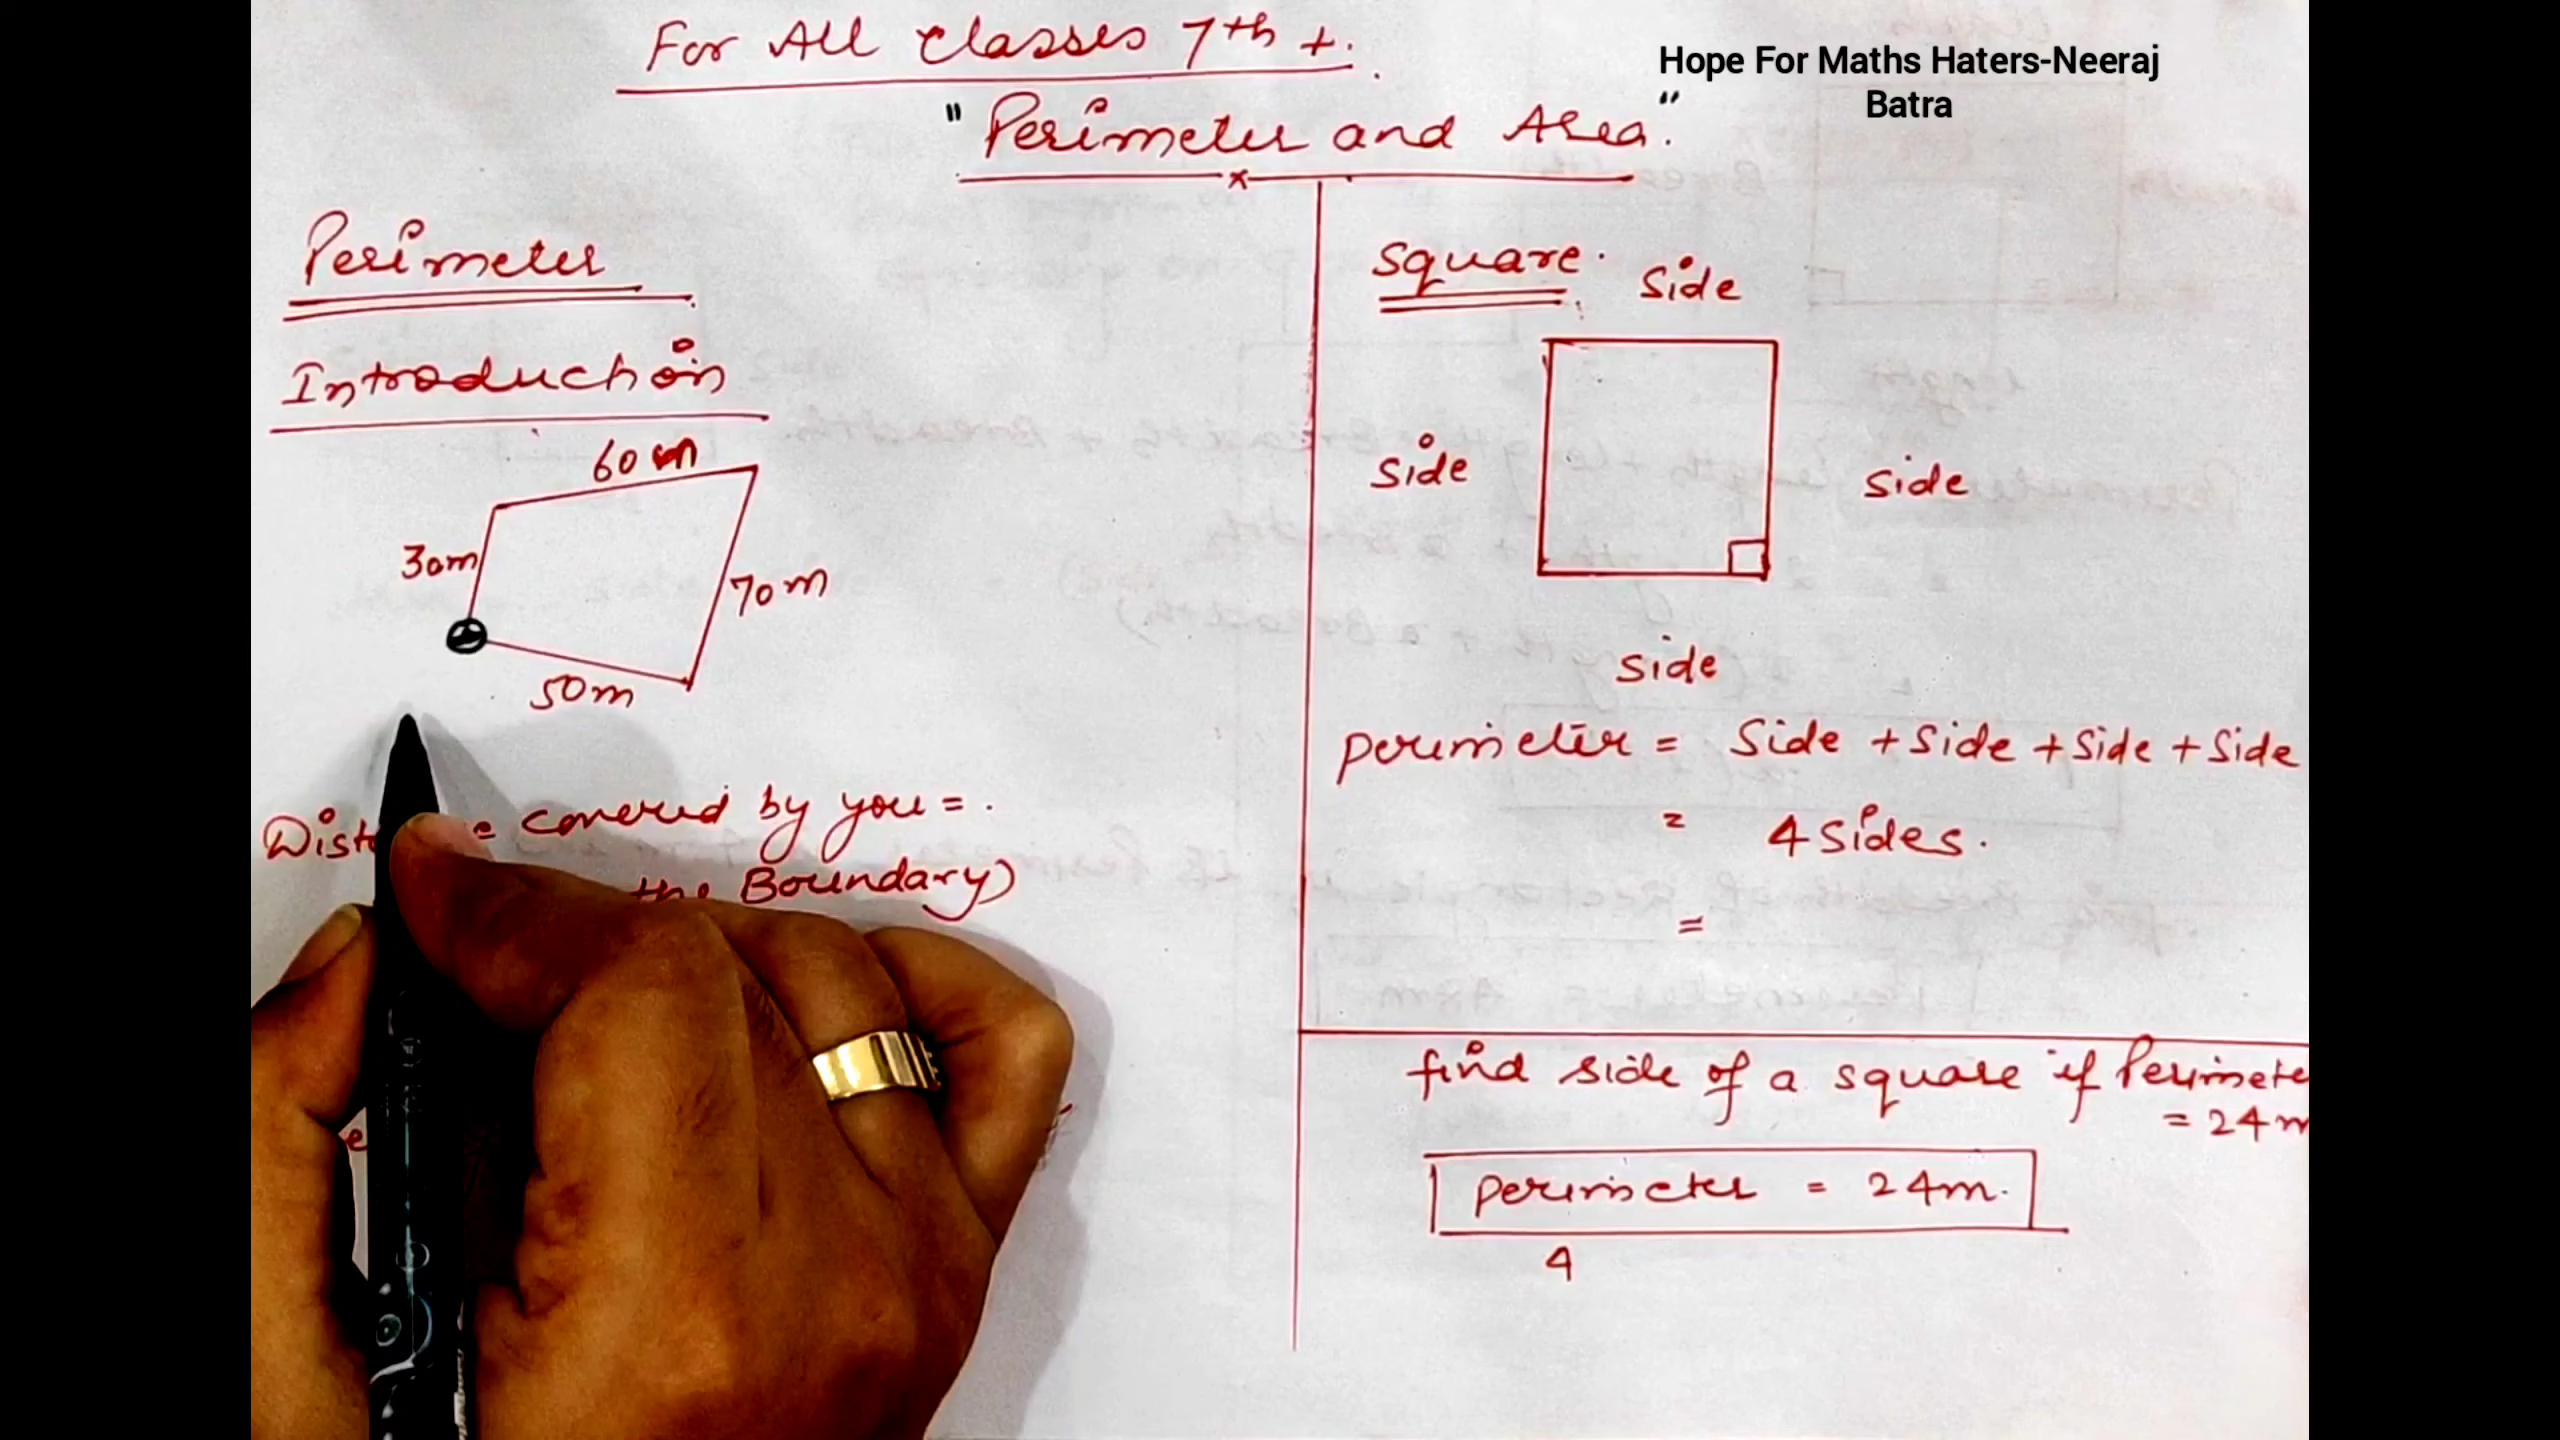 For All Classes 7th +.
Hope For Maths Haters-Neeraj
Batra
"Perimeter and Area."
Perimeter
Introduction
60 m
30m
70 m
50m
covered by you = .
the Boundary)
Square.
Side
Side
Side
Side
perimeter = Side + Side + Side + Side
= 4 Sides.
=
find side of a square if Perimete
= 24m
perimeter = 24m.
4